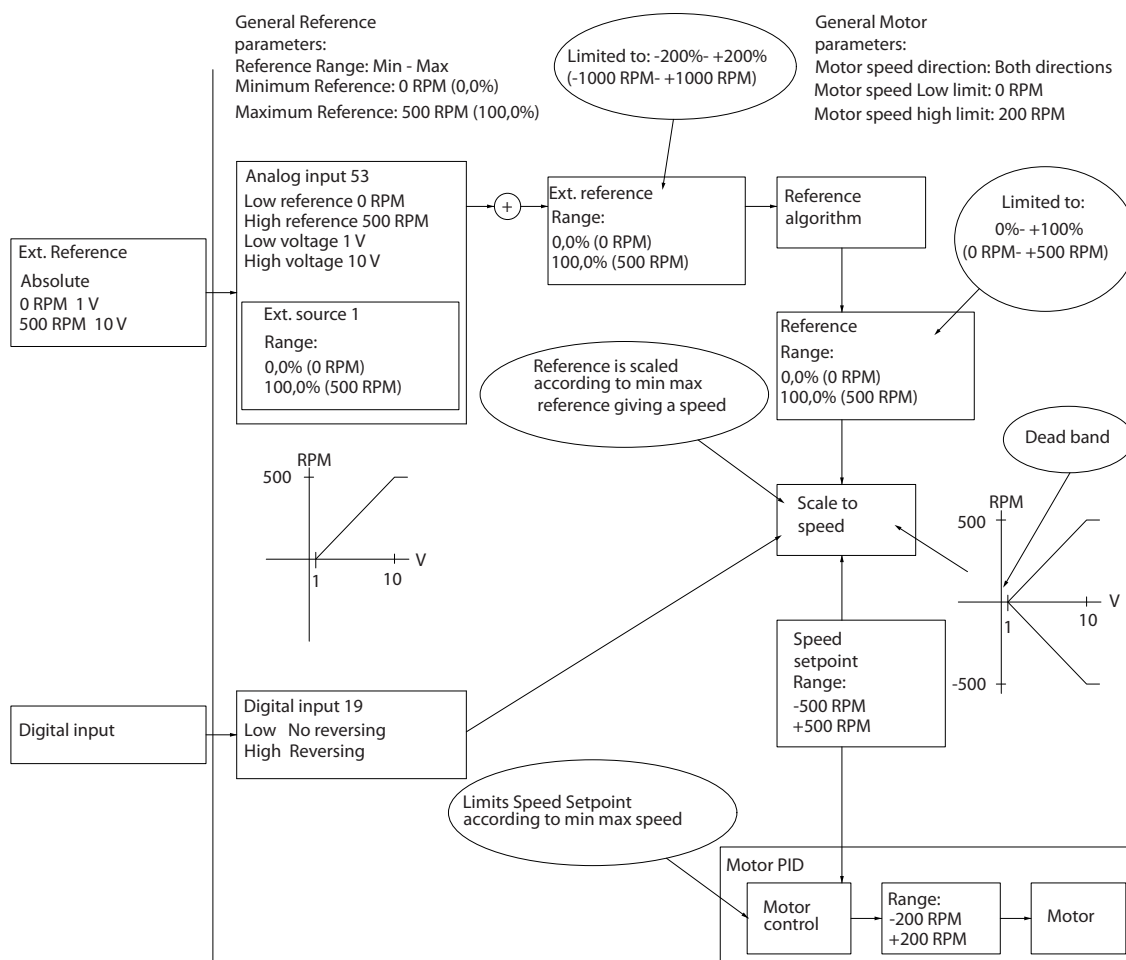 General Reference
parameters:
Reference Range: Min - Max
Minimum Reference: 0 RPM (0,0%)
Maximum Reference: 500 RPM (100,0%)
Limited to: -200%- +200%
(-1000 RPM- +1000 RPM)
General Motor
parameters:
Motor speed direction: Both directions
Motor speed Low limit: 0 RPM
Motor speed high limit: 200 RPM
Ext. Reference
Absolute
0 RPM 1 V
500 RPM 10 V
Analog input 53
Low reference 0 RPM
High reference 500 RPM
Low voltage 1 V
High voltage 10 V
Ext. source 1
Range:
0,0% (0 RPM)
100,0% (500 RPM)
+
Ext. reference
Range:
0,0% (0 RPM)
100,0% (500 RPM)
Reference
algorithm
Limited to:
0%- +100%
(0 RPM- +500 RPM)
Reference
Range:
0,0% (0 RPM)
100,0% (500 RPM)
Reference is scaled
according to min max
reference giving a speed
Dead band
RPM
500
1
10
V
Scale to
speed
RPM
500
1
10
V
-500
Speed
setpoint
Range:
-500 RPM
+500 RPM
Digital input
Digital input 19
Low No reversing
High Reversing
Limits Speed Setpoint
according to min max speed
Motor PID
Motor
control
Range:
-200 RPM
+200 RPM
Motor